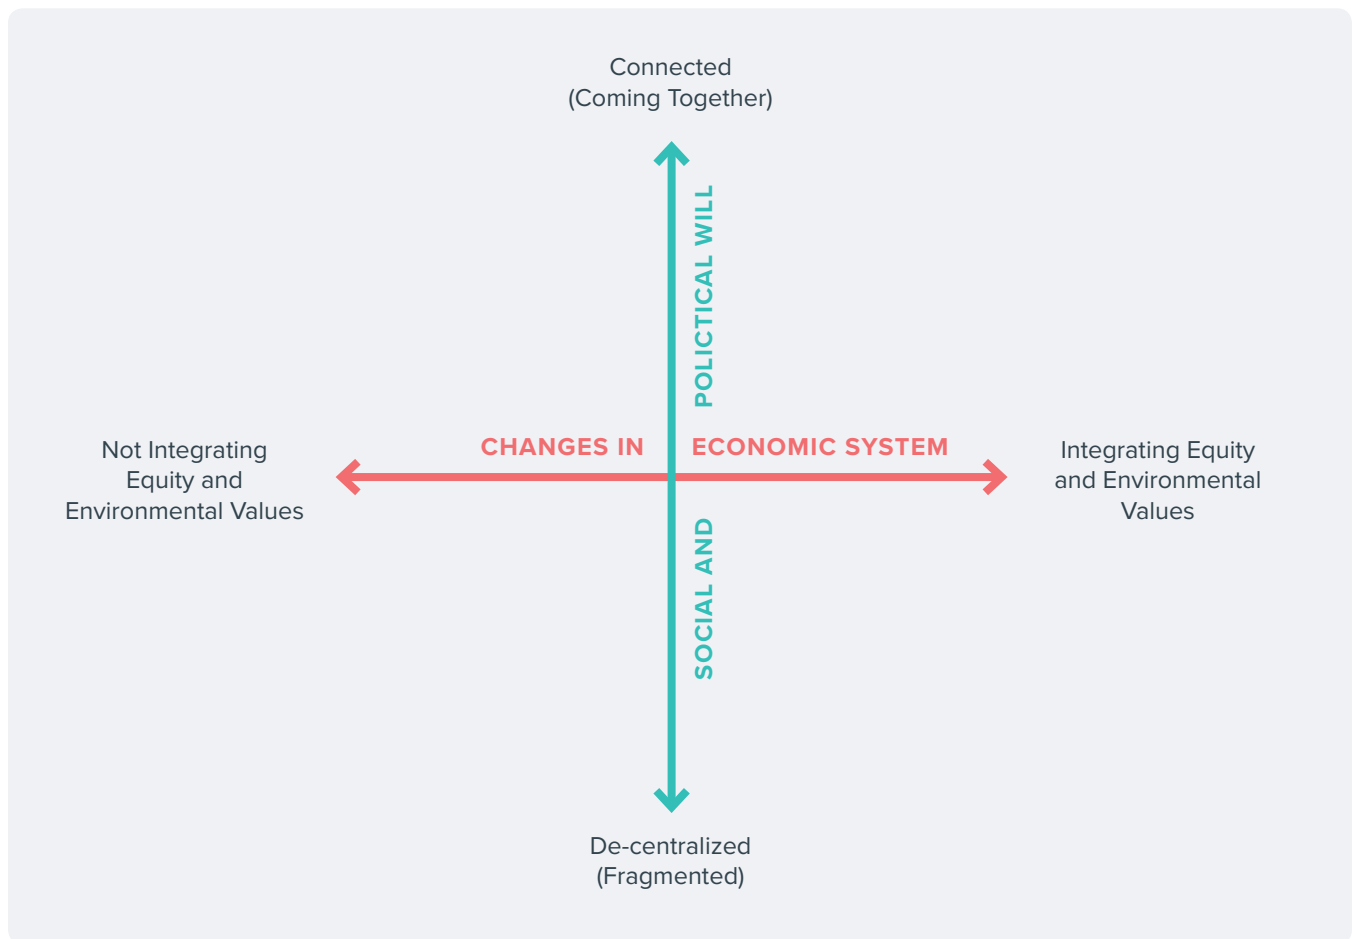 Connected
(Coming Together)
POLICTICAL WILL
CHANGES IN ECONOMIC SYSTEM
Not Integrating
Equity and
Environmental Values
Integrating Equity
and Environmental
Values
SOCIAL AND
De-centralized
(Fragmented)